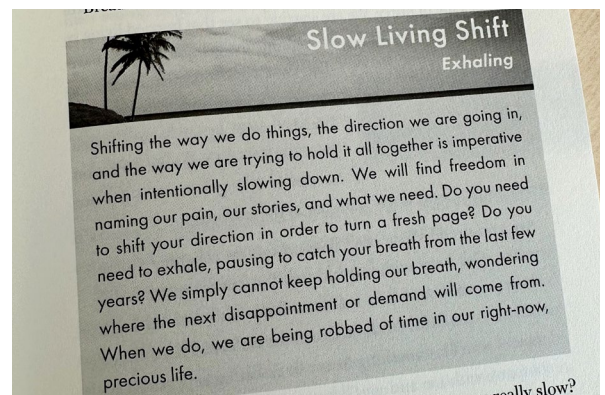 Slow Living Shift
Exhaling
Shifting the way we do things, the direction we are going in,
and the way we are trying to hold it all together is imperative
when intentionally slowing down. We will find freedom in
naming our pain, our stories, and what we need. Do you need
to shift your direction in order to turn a fresh page? Do you
need to exhale, pausing to catch your breath from the last few
years? We simply cannot keep holding our breath, wondering
where the next disappointment or demand will come from.
When we do, we are being robbed of time in our right-now,
precious life.
really slow?